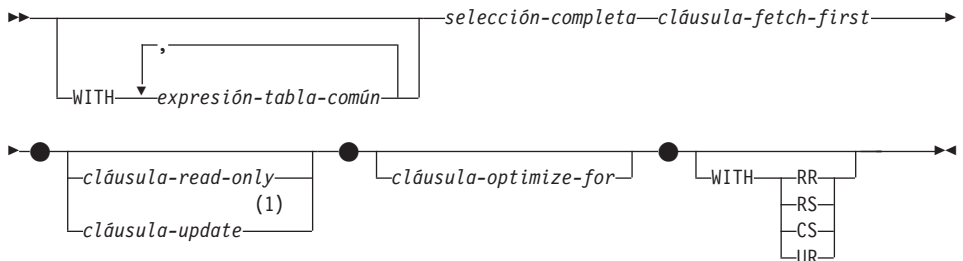 selección-completa cláusula-fetch-first
,
WITH expresión-tabla-común
cláusula-read-only
(1)
cláusula-update
cláusula-optimize-for
WITH RR
RS
CS
UR